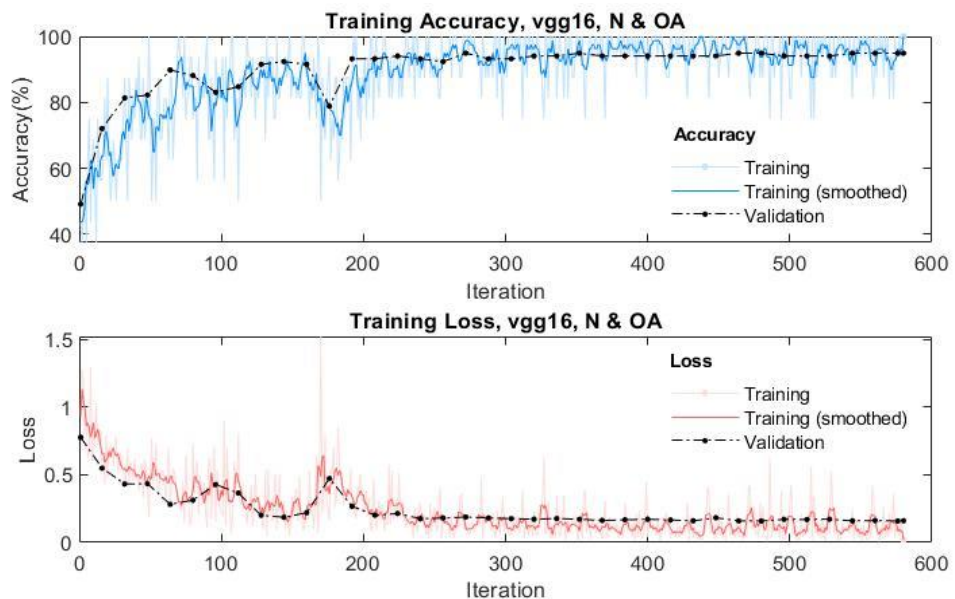 Training Accuracy, vgg16, N & OA
100
80
60
40
Accuracy(%)
Accuracy
Training
Training (smoothed)
Validation
0 100 200 300 400 500 600
Iteration
Training Loss, vgg16, N & OA
1.5
1
0.5
0
Loss
Loss
Training
Training (smoothed)
Validation
0 100 200 300 400 500 600
Iteration